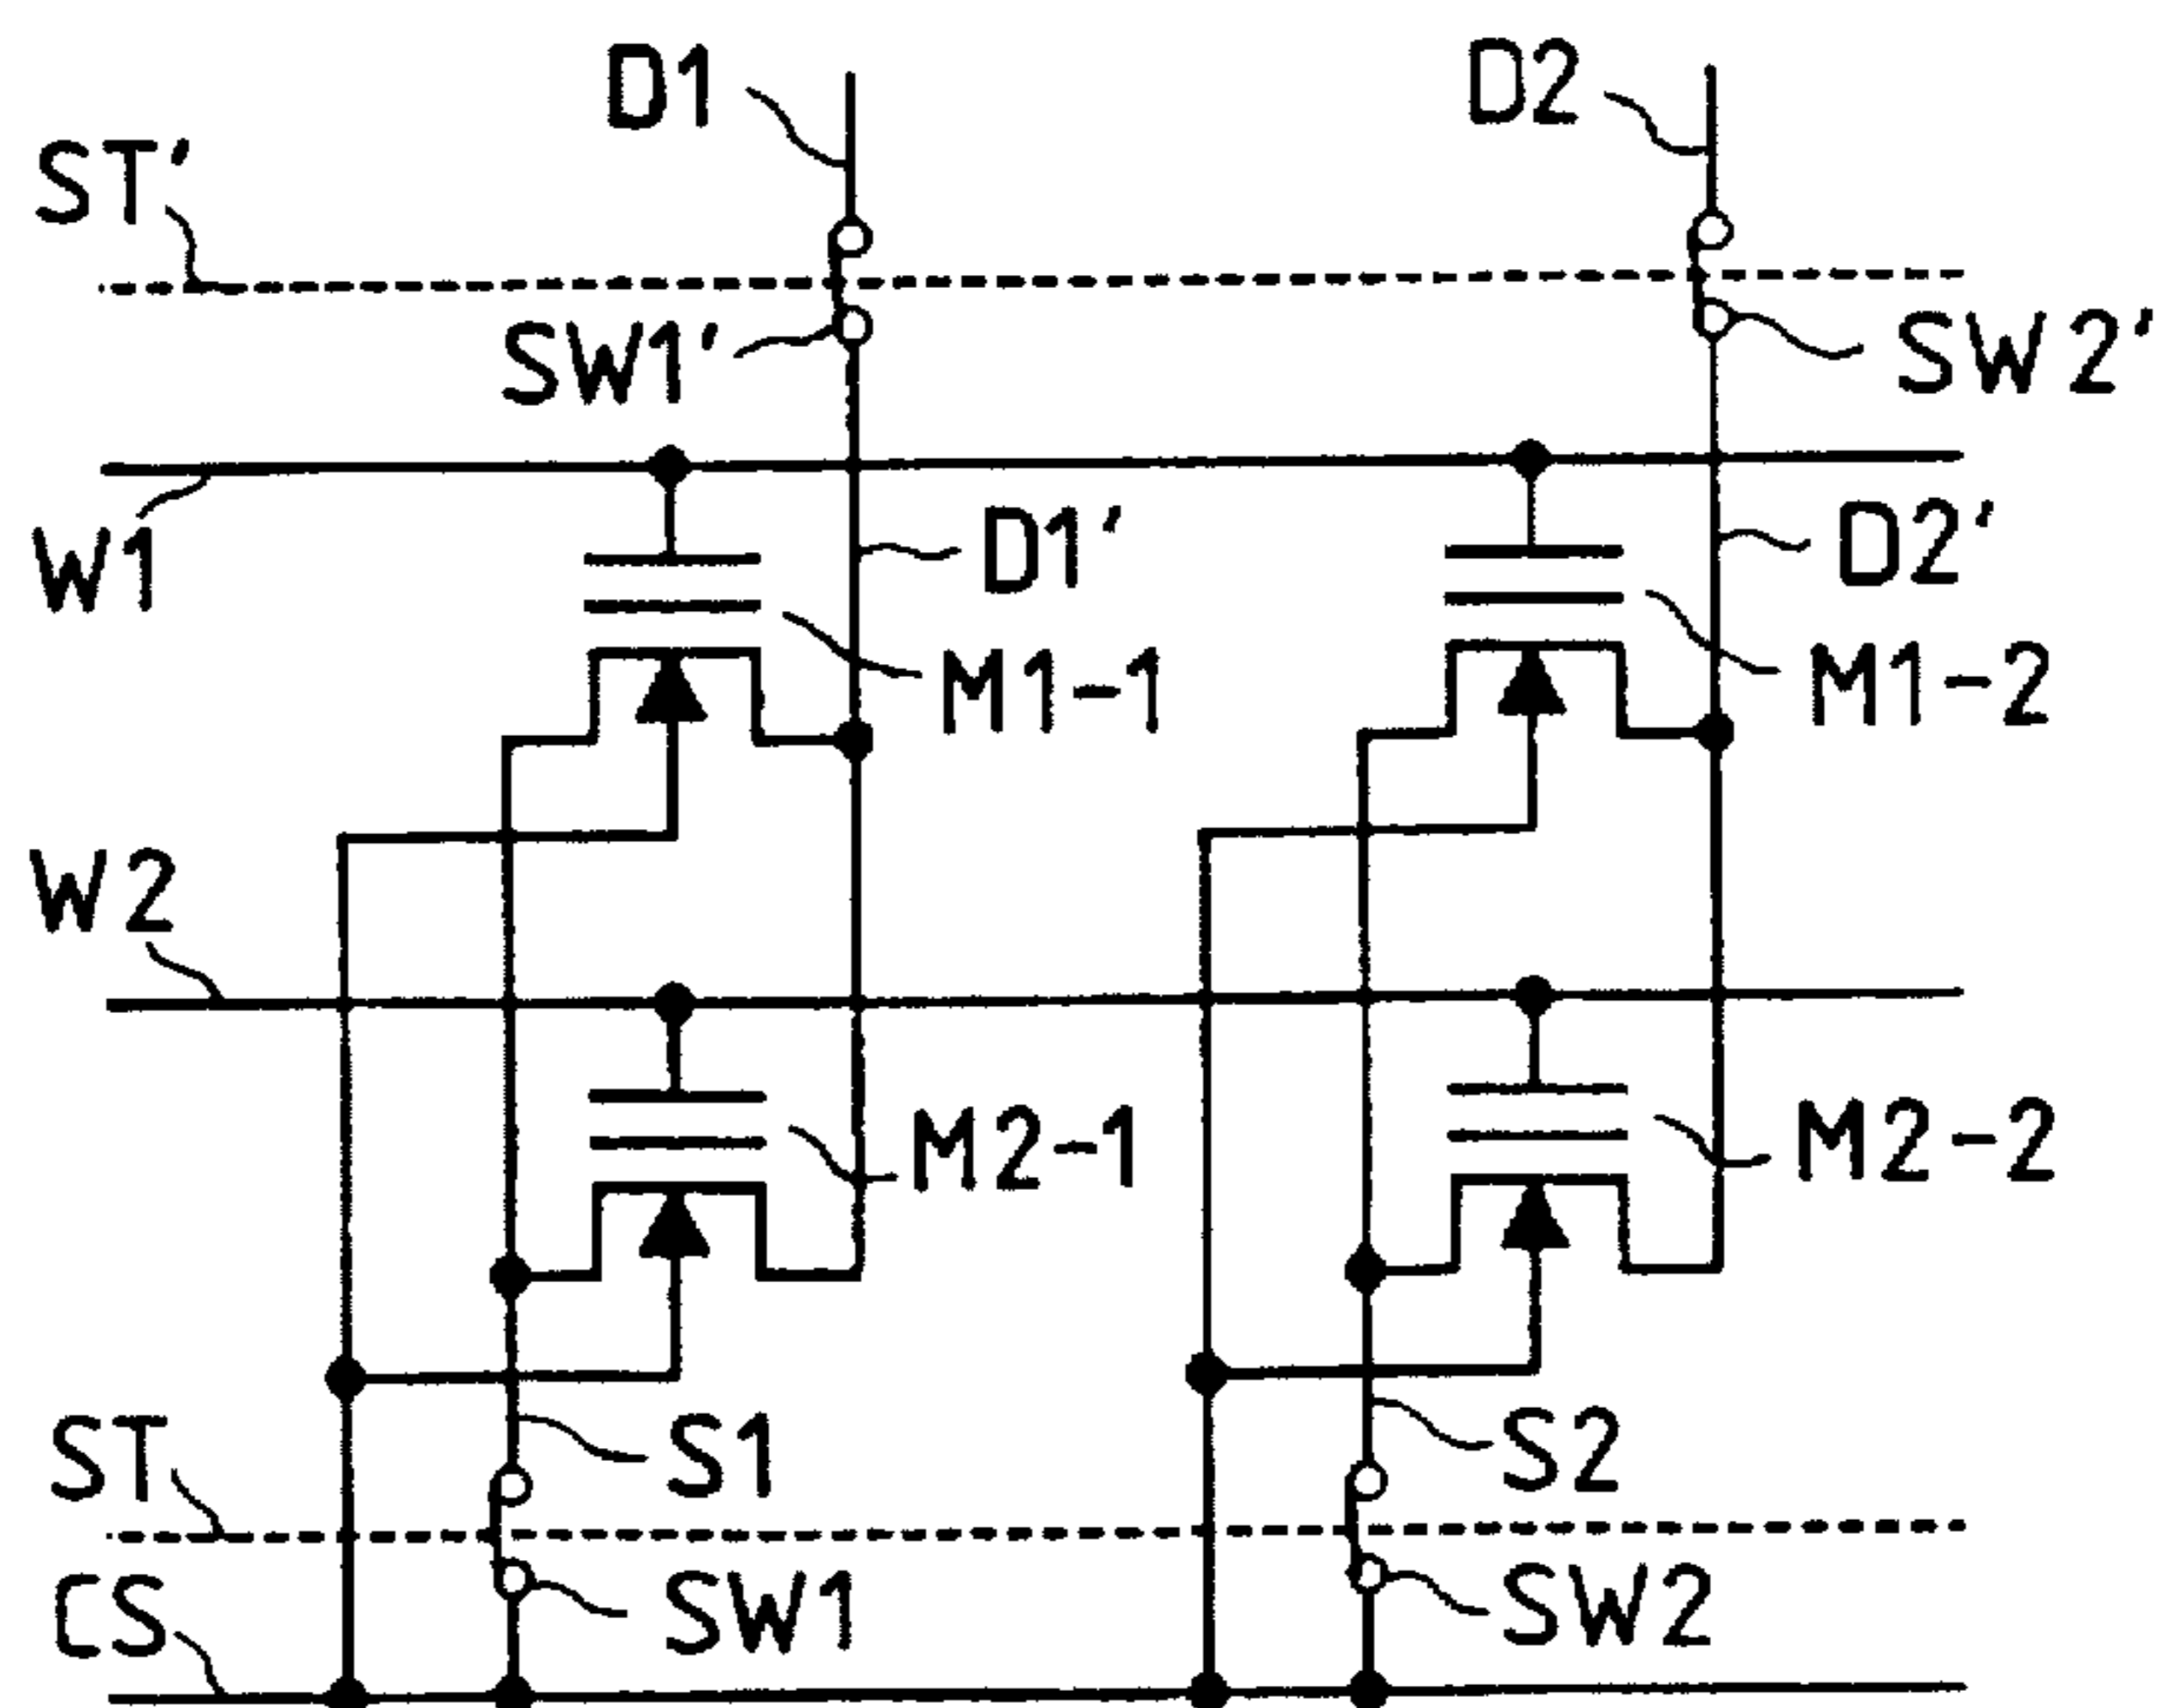 D1
D2
ST'
SW1'
SW2'
W1
D1'
D2'
M1-1
M1-2
W2
M2-1
M2-2
ST
S1
S2
CS
SW1
SW2